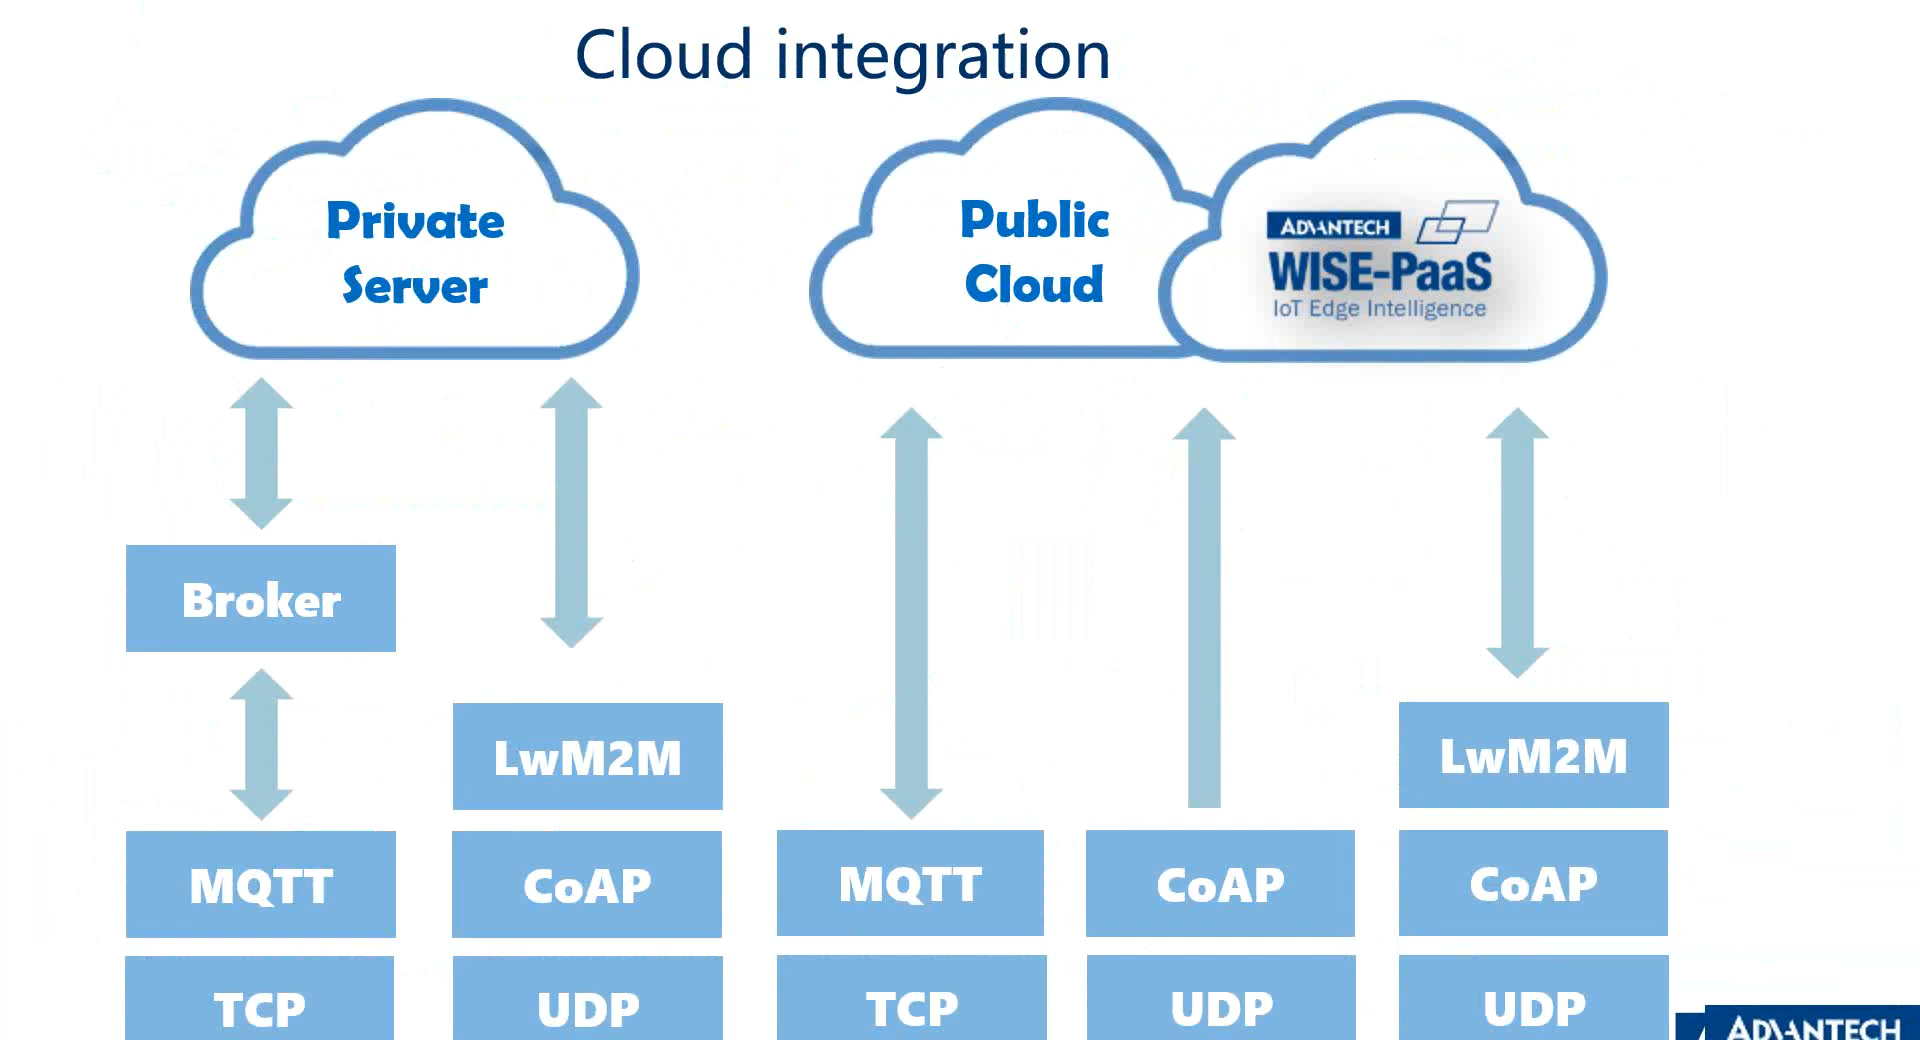 Cloud integration
Private
Server
Public
Cloud
ADVANTECH
WISE-PaaS
IoT Edge Intelligence
Broker
LwM2M
LwM2M
MQTT
CoAP
MQTT
CoAP
CoAP
TCP
UDP
TCP
UDP
UDP
ADVANTECH